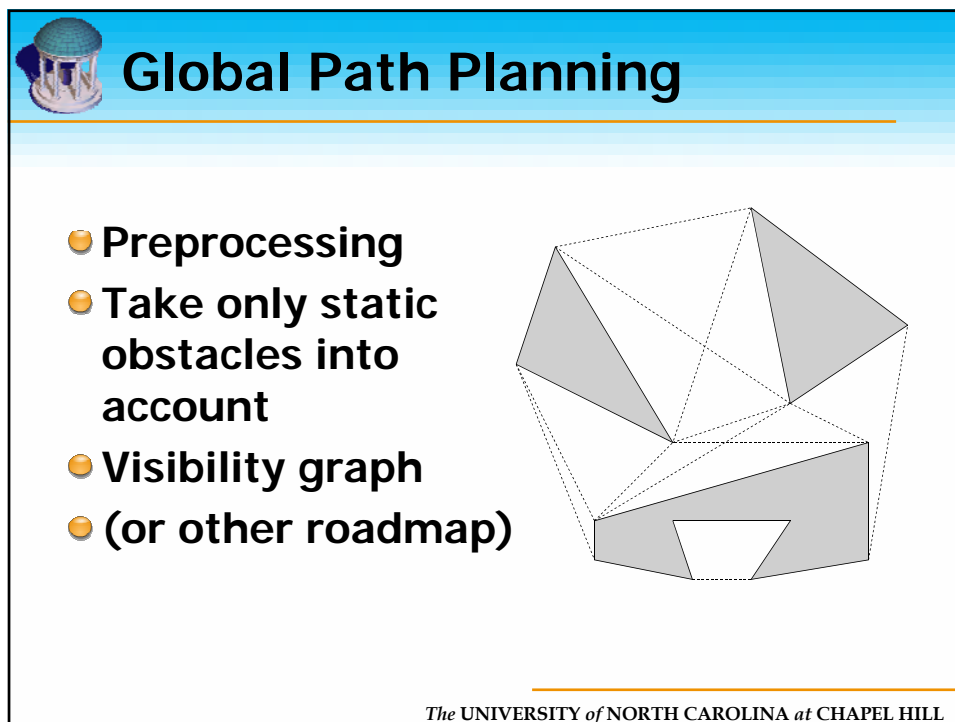 Global Path Planning
Preprocessing
Take only static
obstacles into
account
Visibility graph
(or other roadmap)
The UNIVERSITY of NORTH CAROLINA at CHAPEL HILL